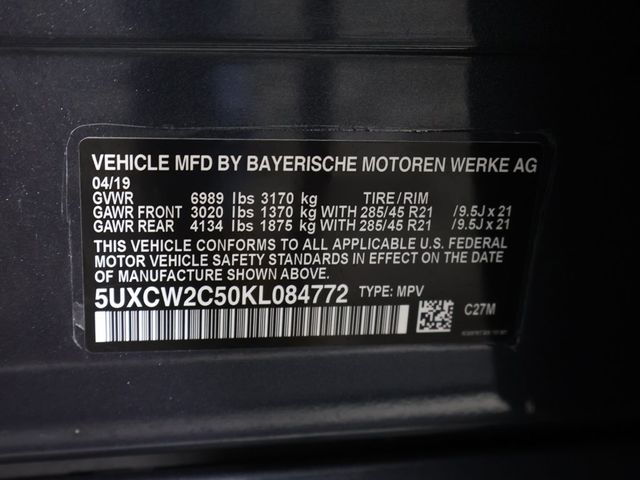 VEHICLE MFD BY BAYERISCHE MOTOREN WERKE AG
04/19
GVWR 6989 lbs 3170 kg TIRE/RIM
GAWR FRONT 3020 lbs 1370 kg WITH 285/45 R21 /9.5J x 21
GAWR REAR 4134 lbs 1875 kg WITH 285/45 R21 /9.5J x 21
THIS VEHICLE CONFORMS TO ALL APPLICABLE U.S. FEDERAL
MOTOR VEHICLE SAFETY STANDARDS IN EFFECT ON THE DATE
OF MANUFACTURE SHOWN ABOVE.
5UXCW2C50KL084772 TYPE: MPV
C27M